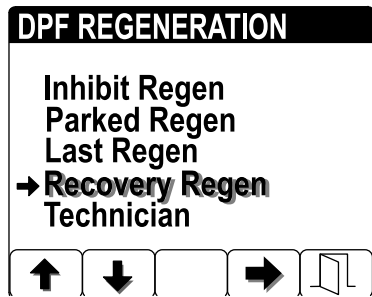 DPF REGENERATION
Inhibit Regen
Parked Regen
Last Regen
Recovery Regen
Technician